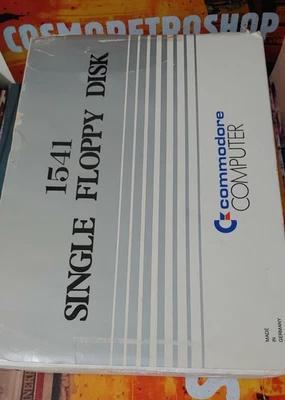 COSMORETROSHOP
1541
SINGLE FLOPPY DISK
commodore
COMPUTER
MADE
IN
GERMANY